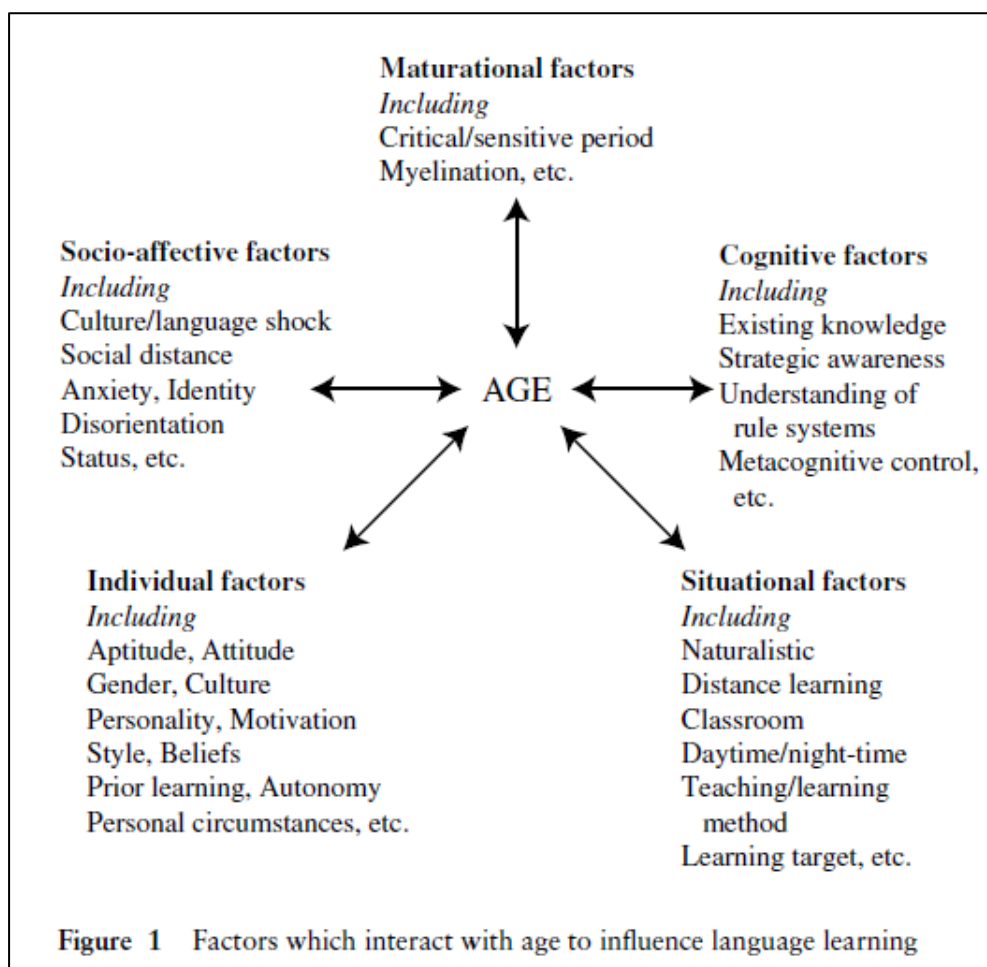 Maturational factors
Including
Critical/sensitive period
Myelination, etc.
Socio-affective factors
Including
Culture/language shock
Social distance
Anxiety, Identity
Disorientation
Status, etc.
AGE
Cognitive factors
Including
Existing knowledge
Strategic awareness
Understanding of
rule systems
Metacognitive control,
etc.
Individual factors
Including
Aptitude, Attitude
Gender, Culture
Personality, Motivation
Style, Beliefs
Prior learning, Autonomy
Personal circumstances, etc.
Situational factors
Including
Naturalistic
Distance learning
Classroom
Daytime/night-time
Teaching/learning
method
Learning target, etc.
Figure 1 Factors which interact with age to influence language learning